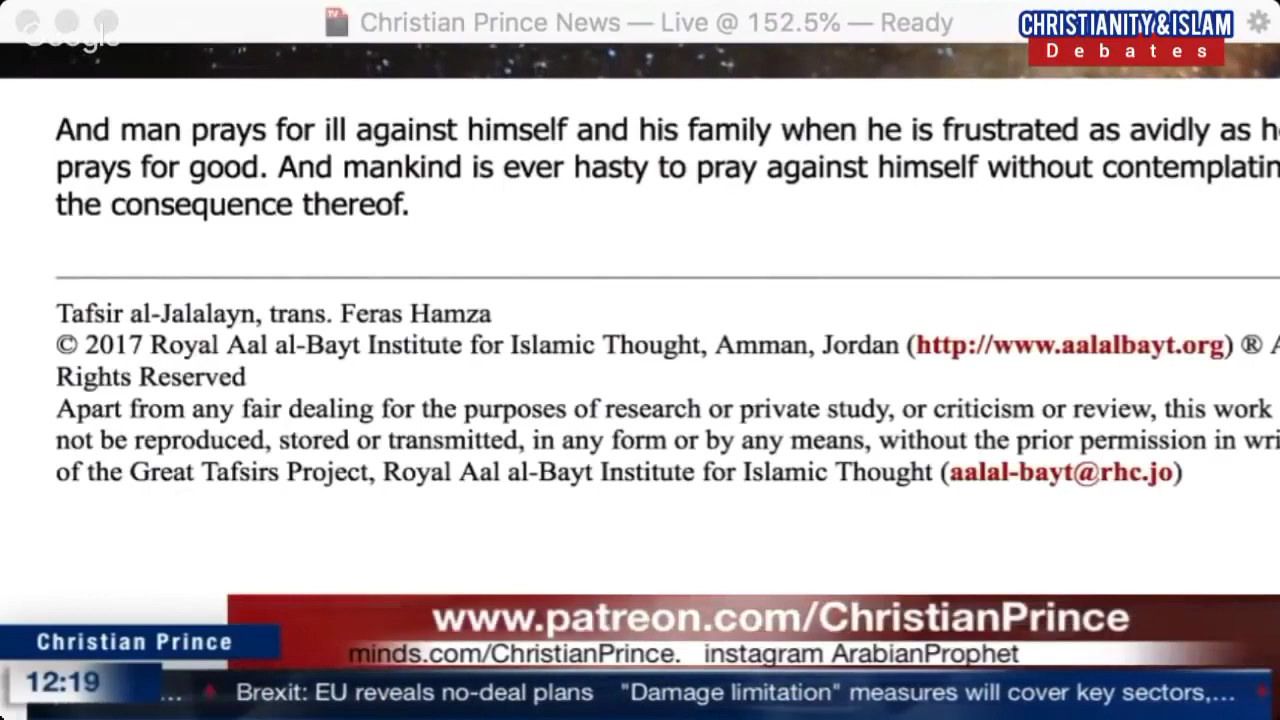 Christian Prince News — Live @ 152.5% — Ready
CHRISTIANITY & ISLAM
Debates
Google
And man prays for ill against himself and his family when he is frustrated as avidly as he
prays for good. And mankind is ever hasty to pray against himself without contemplatin
the consequence thereof.
Tafsir al-Jalalayn, trans. Feras Hamza
© 2017 Royal Aal al-Bayt Institute for Islamic Thought, Amman, Jordan (http://www.aalalbayt.org) ® A
Rights Reserved
Apart from any fair dealing for the purposes of research or private study, or criticism or review, this work
not be reproduced, stored or transmitted, in any form or by any means, without the prior permission in wri
of the Great Tafsirs Project, Royal Aal al-Bayt Institute for Islamic Thought (aalal-bayt@rhc.jo)
www.patreon.com/ChristianPrince
Christian Prince
minds.com/ChristianPrince. instagram ArabianProphet
12:19
... Brexit: EU reveals no-deal plans "Damage limitation" measures will cover key sectors,...